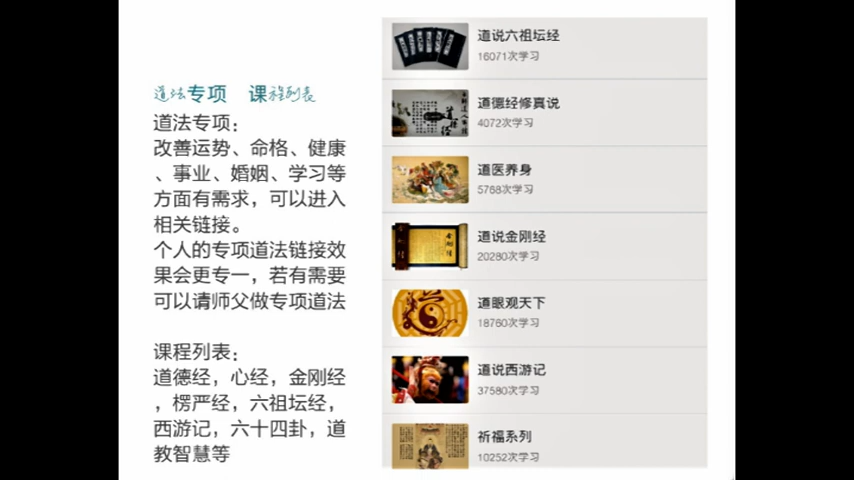 道法专项 课程列表
道法专项：
改善运势、命格、健康
、事业、婚姻、学习等
方面有需求，可以进入
相关链接。
个人的专项道法链接效
果会更专一，若有需要
可以请师父做专项道法
课程列表：
道德经，心经，金刚经
，楞严经，六祖坛经，
西游记，六十四卦，道
教智慧等
道说六祖坛经
16071次学习
道德经修真说
4072次学习
道医养身
5768次学习
道说金刚经
20280次学习
道眼观天下
18760次学习
道说西游记
37580次学习
祈福系列
10252次学习